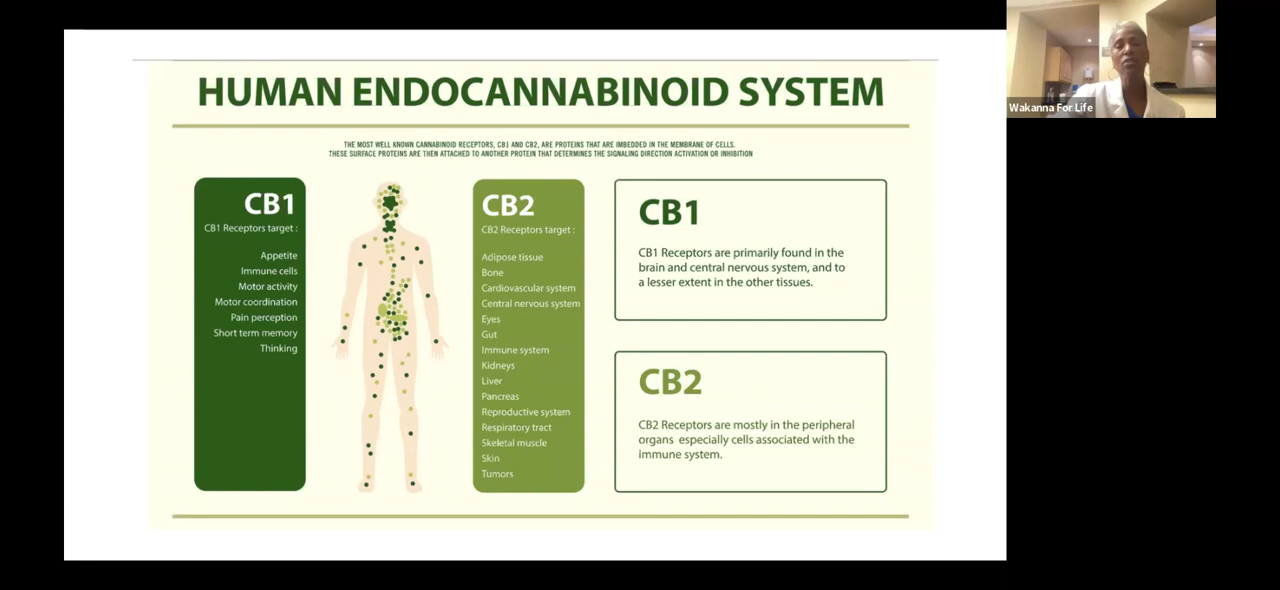 HUMAN ENDOCANNABINOID SYSTEM
THE MOST WELL KNOWN CANNABINOID RECEPTORS, CB1 AND CB2, ARE PROTEINS THAT ARE IMBEDDED IN THE MEMBRANE OF CELLS.
THESE SURFACE PROTEINS ARE THEN ATTACHED TO ANOTHER PROTEIN THAT DETERMINES THE SIGNALING DIRECTION ACTIVATION OR INHIBITION
CB1
CB1 Receptors target :
Appetite
Immune cells
Motor activity
Motor coordination
Pain perception
Short term memory
Thinking
CB2
CB2 Receptors target :
Adipose tissue
Bone
Cardiovascular system
Central nervous system
Eyes
Gut
Immune system
Kidneys
Liver
Pancreas
Reproductive system
Respiratory tract
Skeletal muscle
Skin
Tumors
CB1
CB1 Receptors are primarily found in the
brain and central nervous system, and to
a lesser extent in the other tissues.
CB2
CB2 Receptors are mostly in the peripheral
organs especially cells associated with the
immune system.
Wakanna For Life